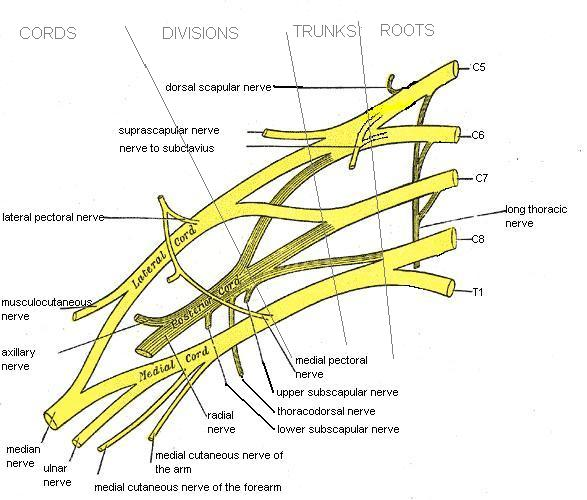 CORDS
DIVISIONS
TRUNKS
ROOTS
C5
dorsal scapular nerve
suprascapular nerve
C6
nerve to subclavius
C7
lateral pectoral nerve
long thoracic
nerve
C8
Lateral Cord
T1
musculocutaneous
nerve
Posterior Cord
axillary
nerve
medial pectoral
nerve
Medial Cord
upper subscapular nerve
thoracodorsal nerve
radial
nerve
lower subscapular nerve
median
nerve
ulnar
nerve
medial cutaneous nerve of
the arm
medial cutaneous nerve of the forearm